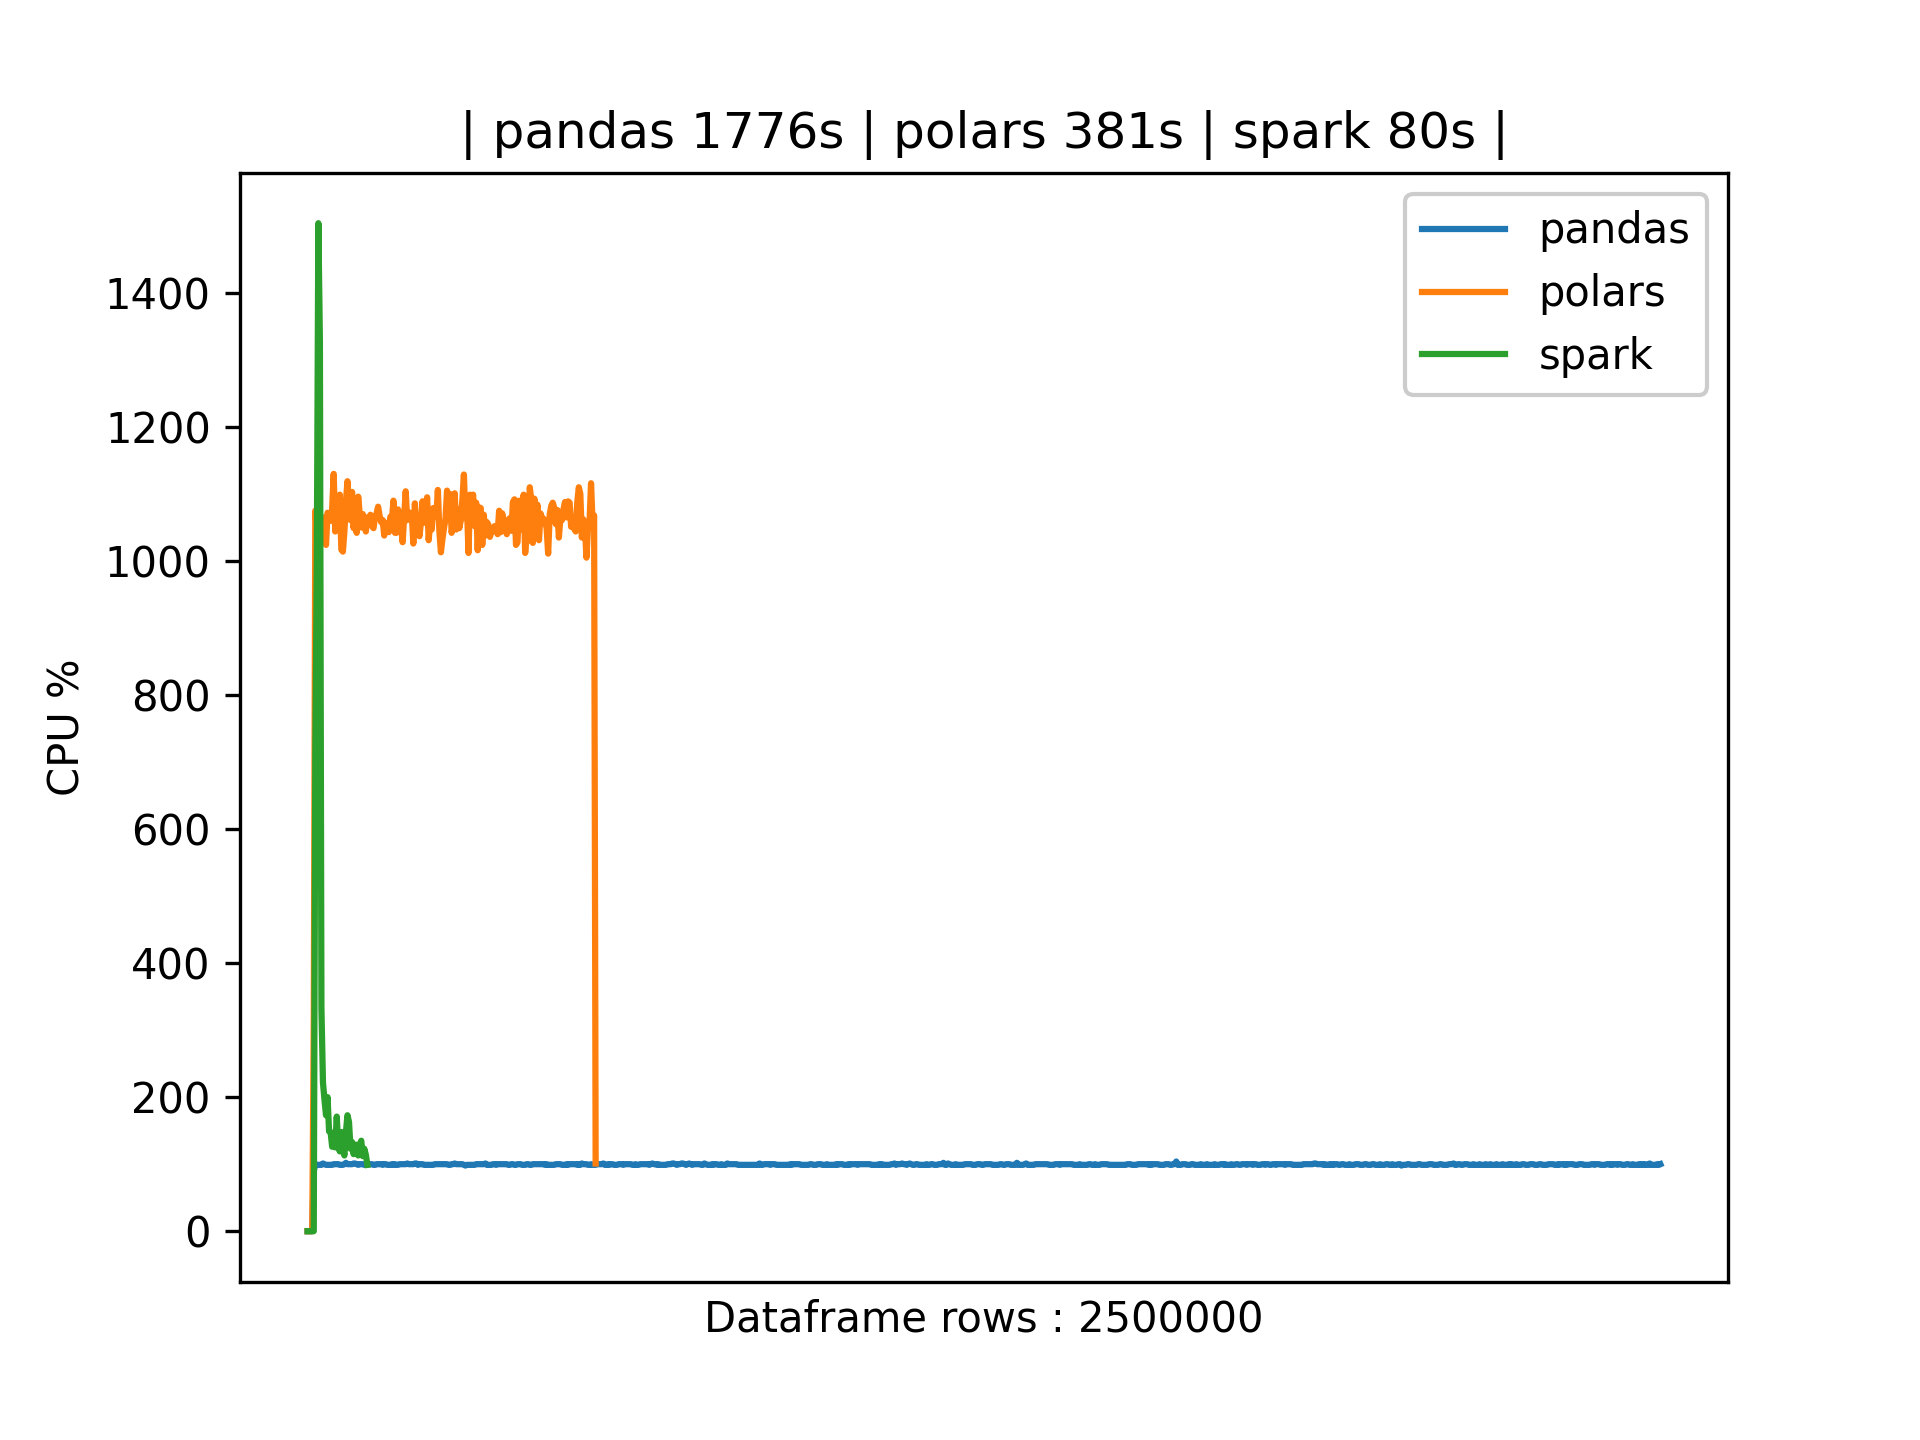 | pandas 1776s | polars 381s | spark 80s |
pandas
polars
spark
1400
1200
1000
800
600
400
200
0
CPU %
Dataframe rows : 2500000